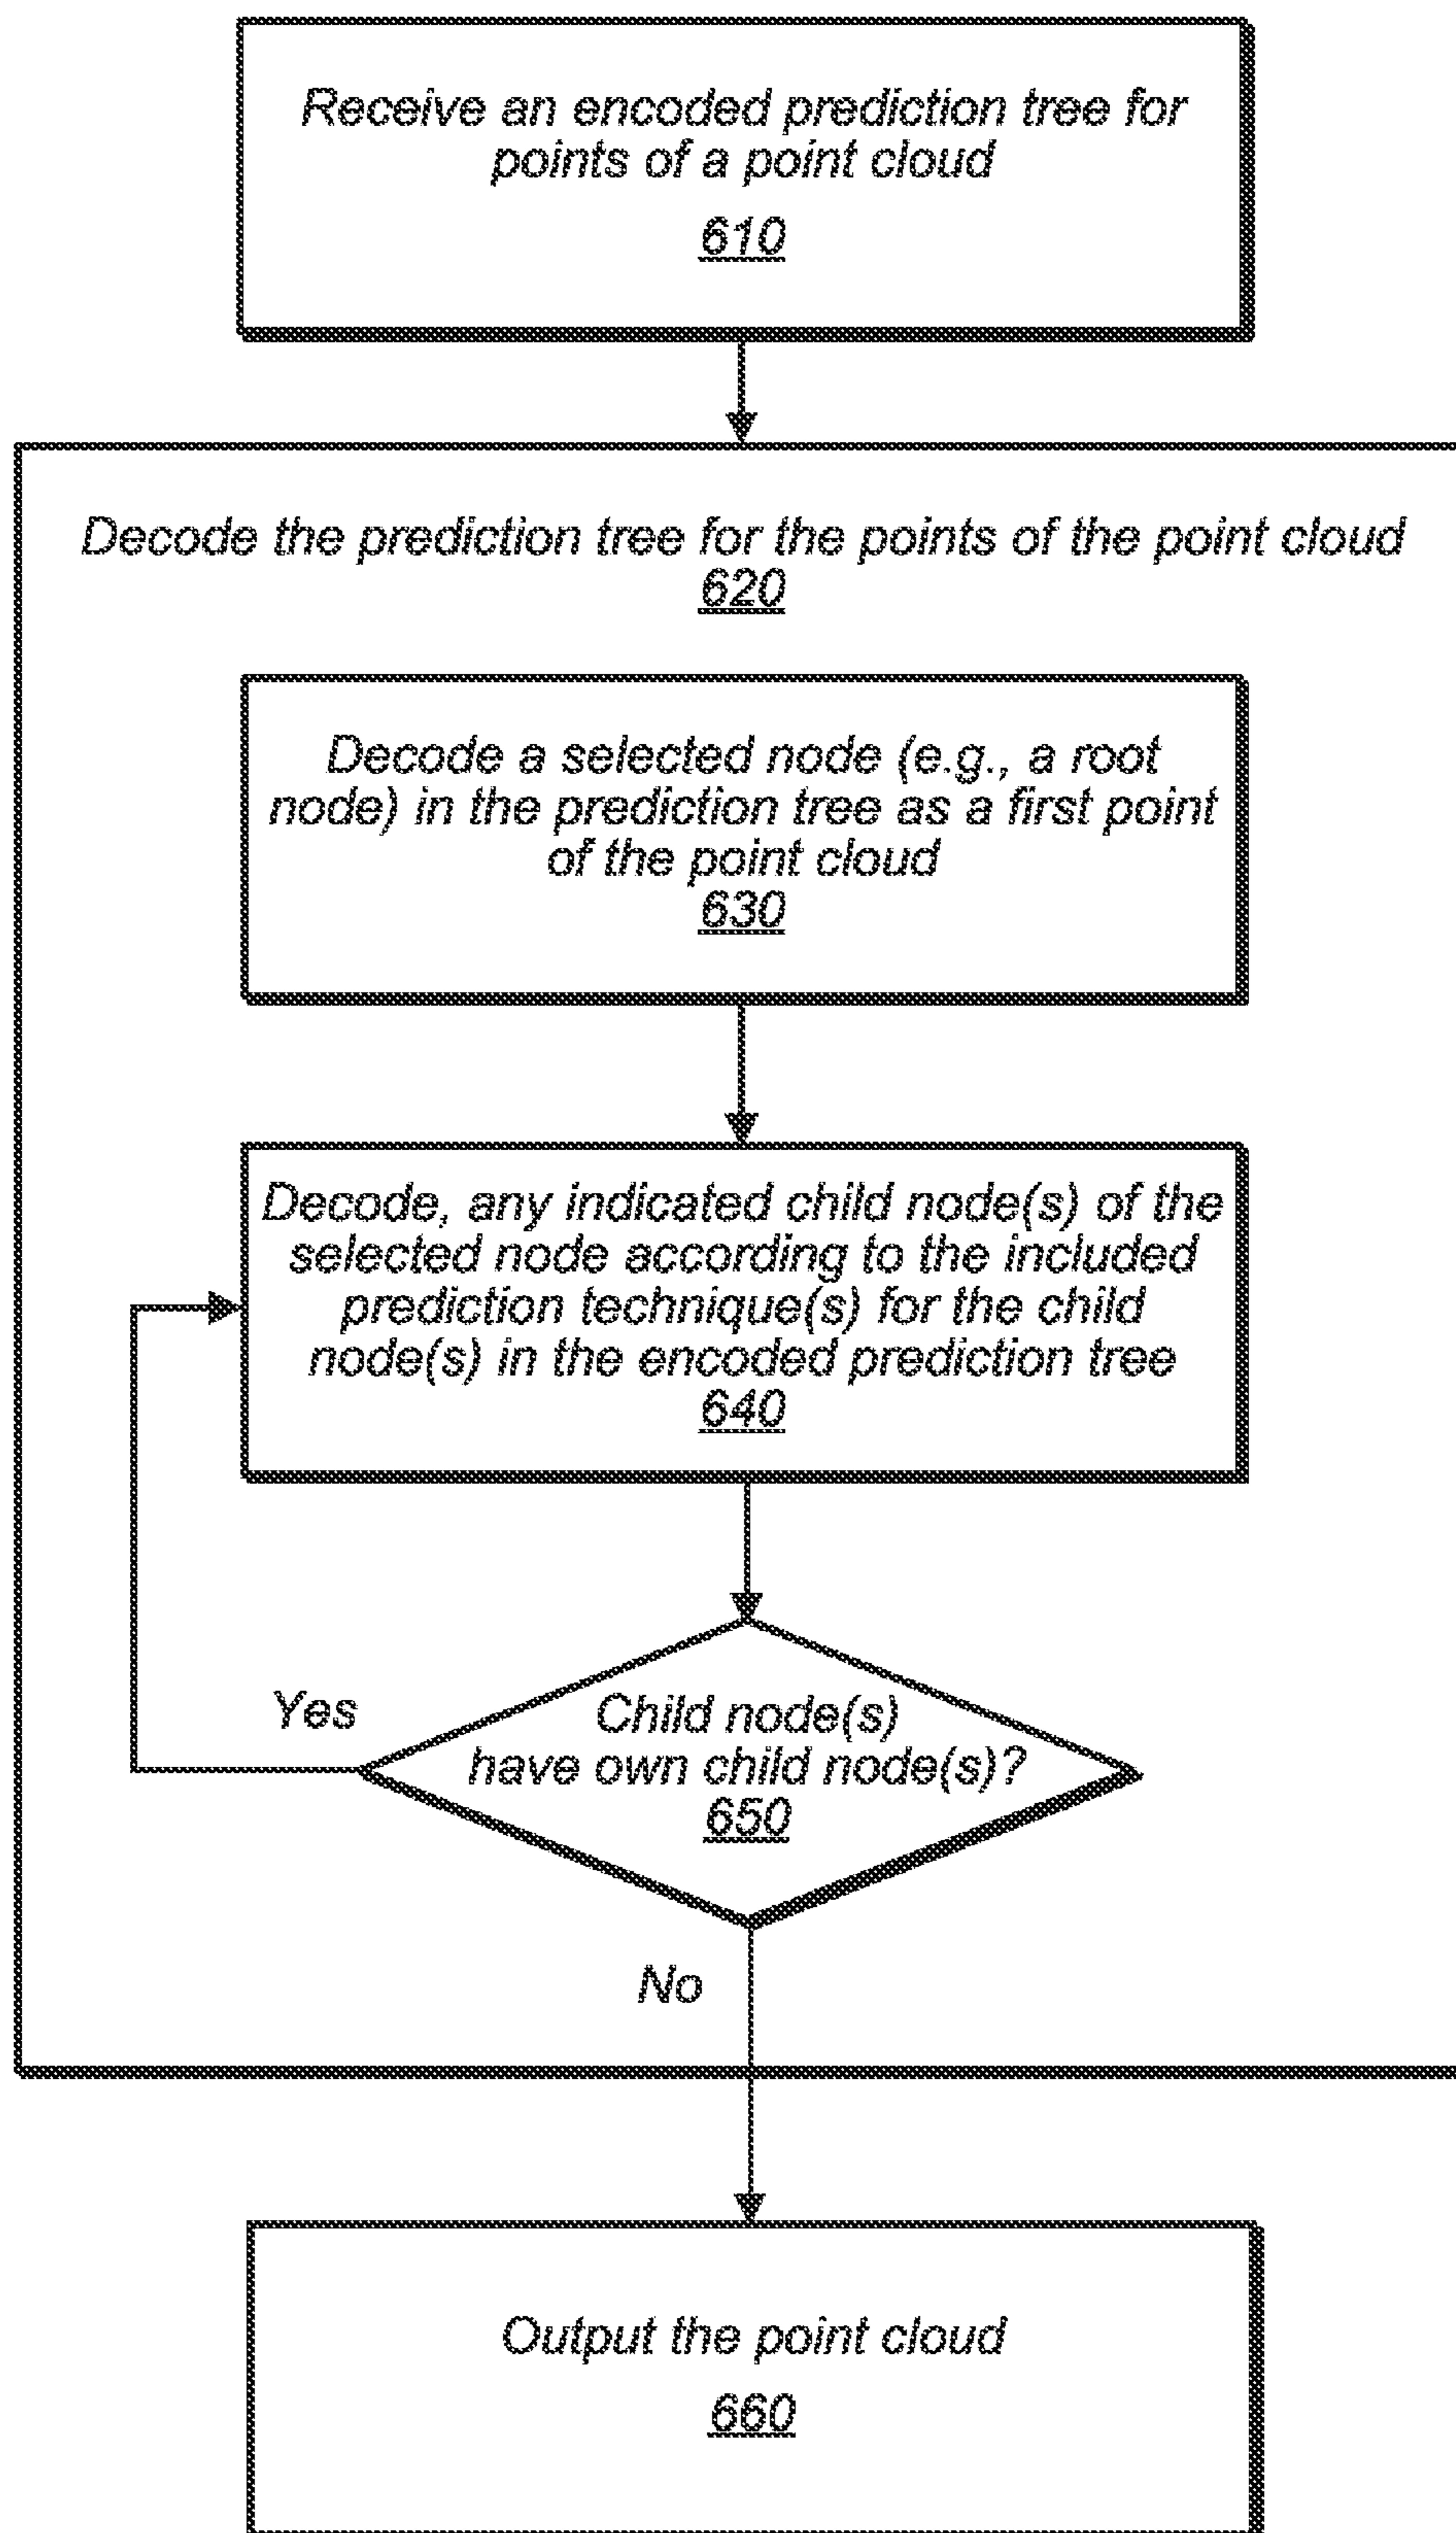 Receive an encoded prediction tree for
points of a point cloud
610
Decode the prediction tree for the points of the point cloud
620
Decode a selected node (e.g., a root
node) in the prediction tree as a first point
of the point cloud
630
Decode, any indicated child node(s) of the
selected node according to the included
prediction technique(s) for the child
node(s) in the encoded prediction tree
640
Yes
Child node(s)
have own child node(s)?
650
No
Output the point cloud
660